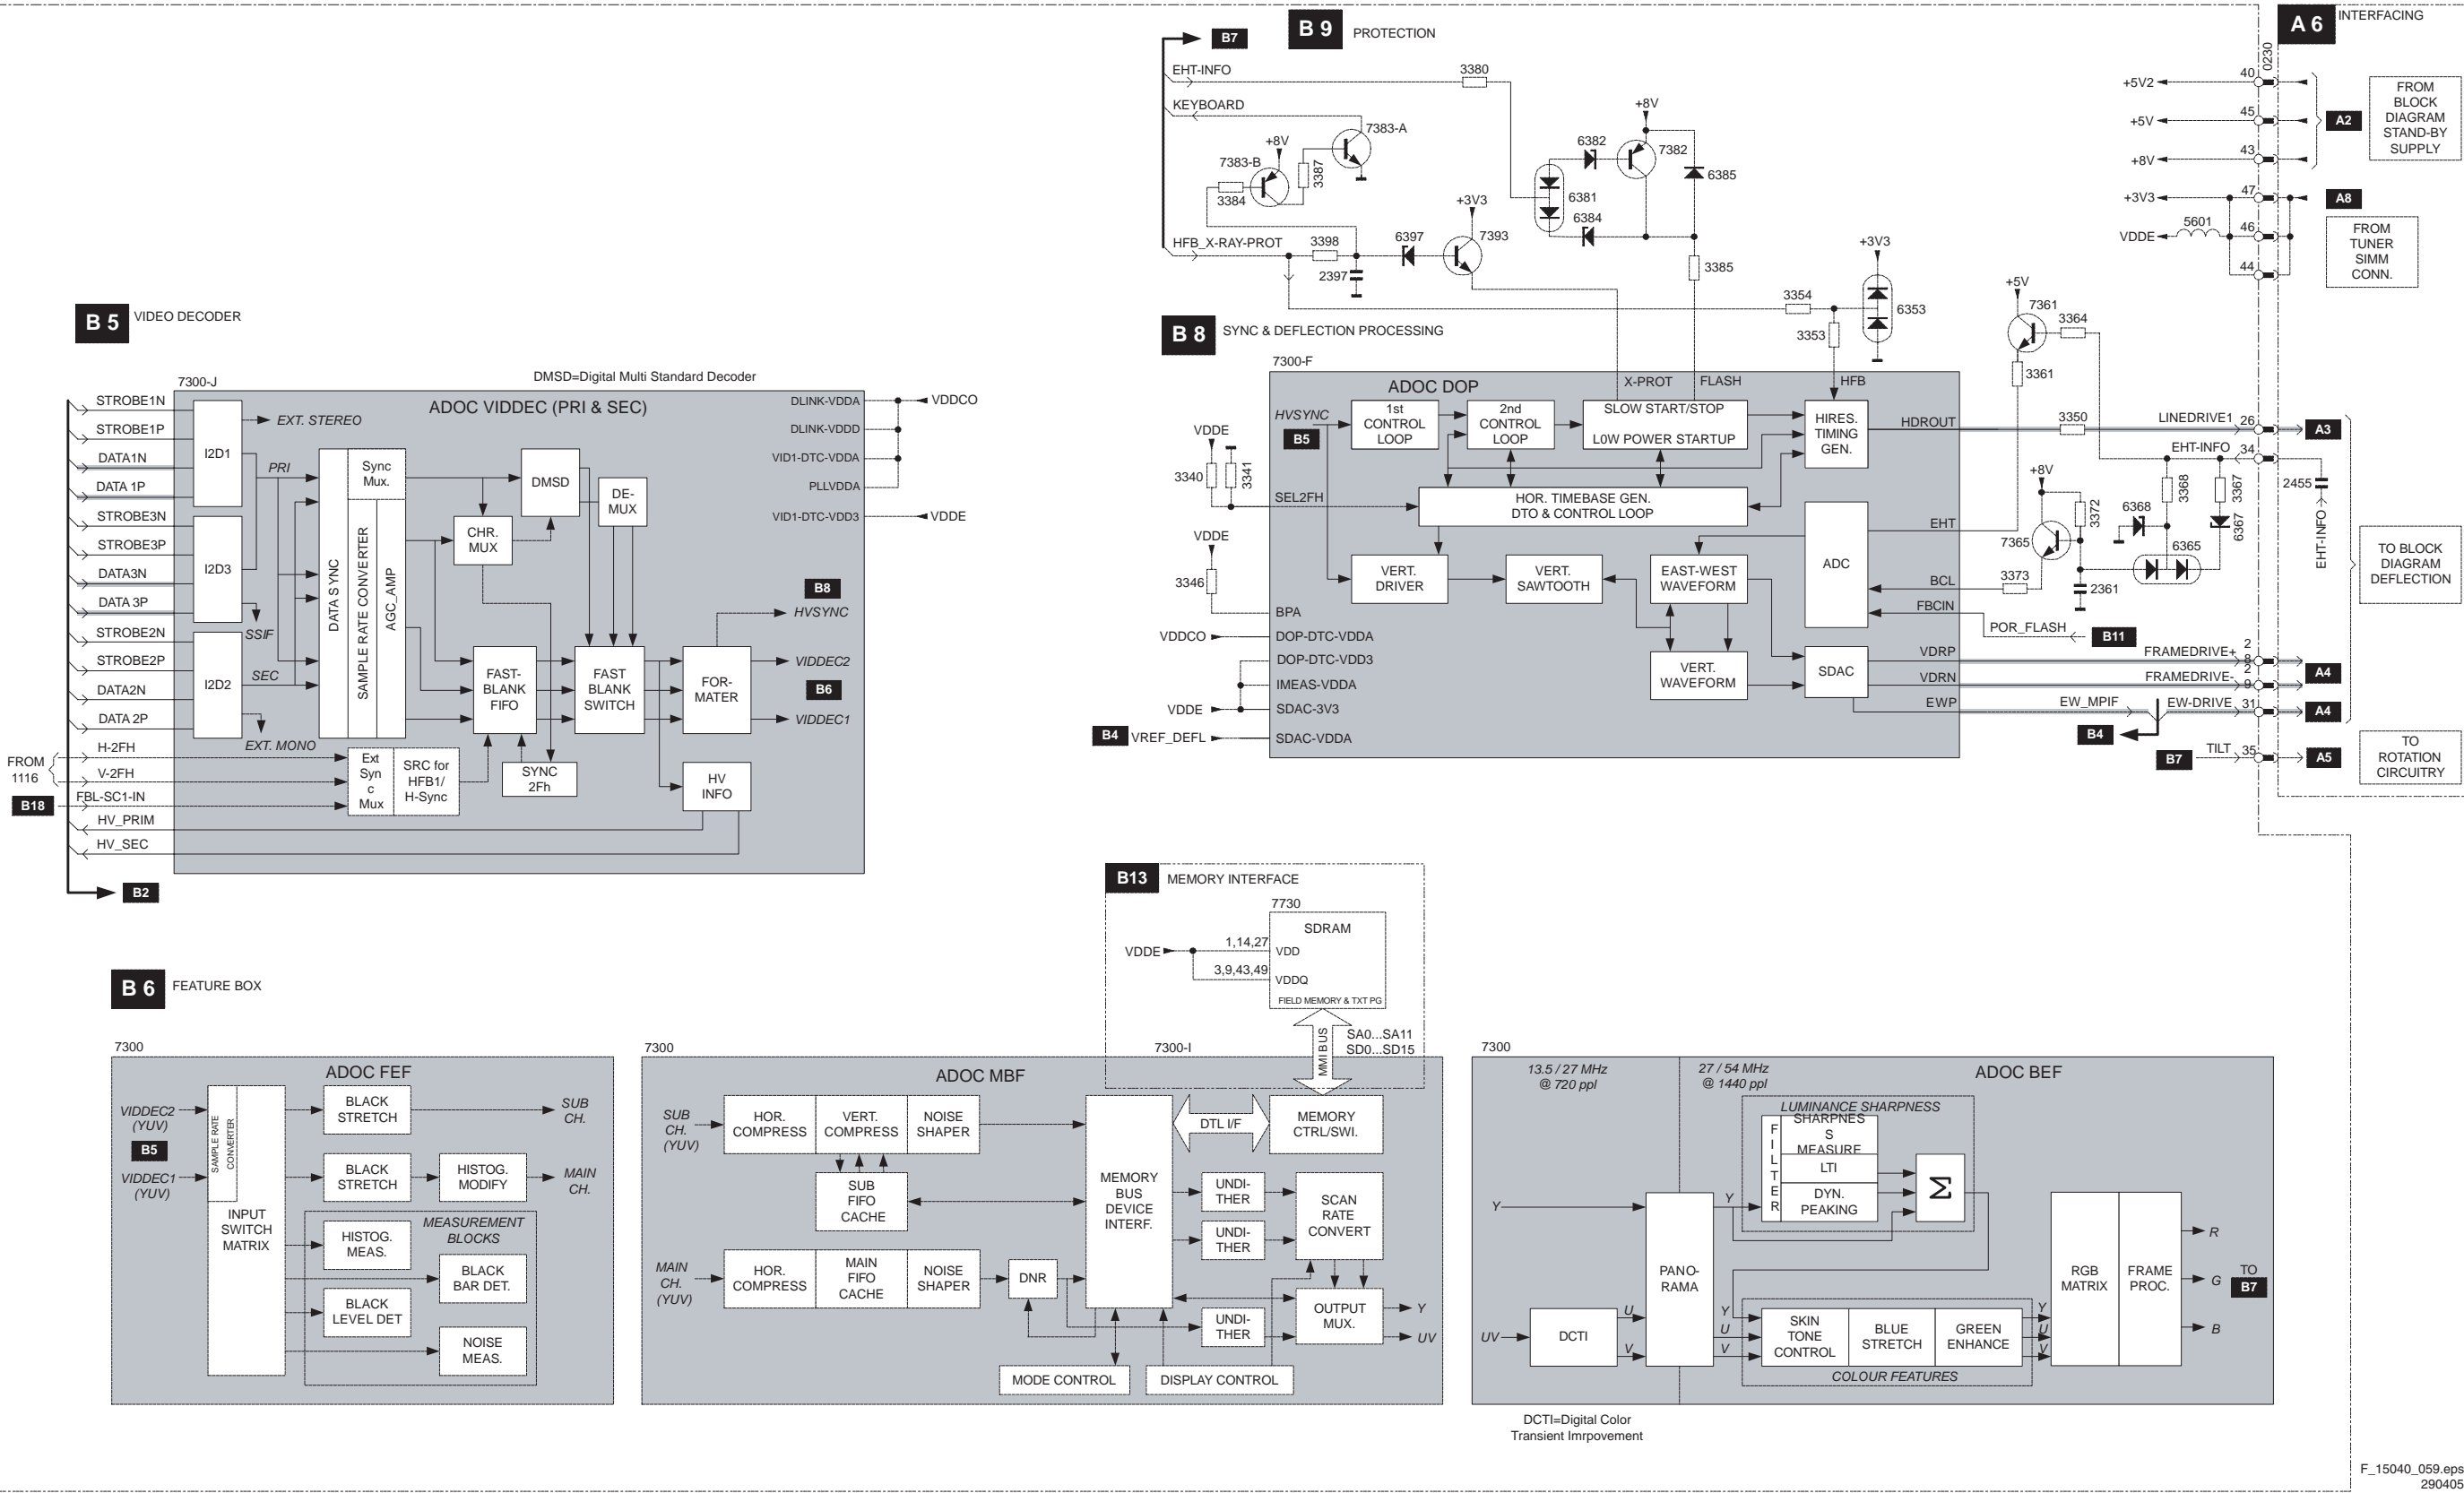 B 9 PROTECTION
B7
EHT-INFO
3380
KEYBOARD
7383-A
+8V
7383-B
3387
3384
+8V
6382
7382
6385
6381
6384
+3V3
7393
HFB_X-RAY-PROT
3398
6397
2397
3385
+3V3
3354
6353
3353
A 6
INTERFACING
0230
+5V2
40
+5V
45
A2
+8V
43
FROM
BLOCK
DIAGRAM
STAND-BY
SUPPLY
+3V3
47
A8
5601
VDDE
46
44
FROM
TUNER
SIMM
CONN.
B 5 VIDEO DECODER
7300-J
DMSD=Digital Multi Standard Decoder
ADOC VIDDEC (PRI & SEC)
STROBE1N
STROBE1P
DATA1N
DATA 1P
STROBE3N
STROBE3P
DATA3N
DATA 3P
STROBE2N
STROBE2P
DATA2N
DATA 2P
H-2FH
FROM
1116
V-2FH
B18
FBL-SC1-IN
HV_PRIM
HV_SEC
B2
I2D1
I2D3
I2D2
EXT. STEREO
PRI
SSIF
SEC
EXT. MONO
DATA SYNC
SAMPLE RATE CONVERTER
Sync
Mux.
AGC_AMP
Ext
Syn
c
Mux
SRC for
HFB1/
H-Sync
CHR.
MUX
DMSD
DE-
MUX
FAST-
BLANK
FIFO
FAST
BLANK
SWITCH
FOR-
MATER
SYNC
2Fh
HV
INFO
DLINK-VDDA
VDDCO
DLINK-VDDD
VID1-DTC-VDDA
PLLVDDA
VID1-DTC-VDD3
VDDE
B8
HVSYNC
VIDDEC2
B6
VIDDEC1
B 8 SYNC & DEFLECTION PROCESSING
7300-F
ADOC DOP
X-PROT
FLASH
HFB
HVSYNC
B5
1st
CONTROL
LOOP
2nd
CONTROL
LOOP
SLOW START/STOP
L0W POWER STARTUP
HIRES.
TIMING
GEN.
HDROUT
VDDE
3340
3341
SEL2FH
HOR. TIMEBASE GEN.
DTO & CONTROL LOOP
VDDE
3346
BPA
VERT.
DRIVER
VERT.
SAWTOOTH
EAST-WEST
WAVEFORM
ADC
EHT
BCL
FBCIN
VDDCO
DOP-DTC-VDDA
DOP-DTC-VDD3
IMEAS-VDDA
VDDE
SDAC-3V3
B4
VREF_DEFL
SDAC-VDDA
VERT.
WAVEFORM
SDAC
VDRP
VDRN
EWP
+5V
7361
3364
3361
3350
LINEDRIVE1
26
A3
EHT-INFO
34
+8V
3372
7365
6368
3368
3367
6367
6365
2455
EHT-INFO
3373
2361
TO BLOCK
DIAGRAM
DEFLECTION
POR_FLASH
B11
FRAMEDRIVE+
2
8
FRAMEDRIVE-
2
9
A4
EW_MPIF
EW-DRIVE
31
A4
B4
B7
TILT
35
A5
TO
ROTATION
CIRCUITRY
B13 MEMORY INTERFACE
7730
SDRAM
VDDE
1,14,27
VDD
3,9,43,49
VDDQ
FIELD MEMORY & TXT PG
MMI BUS
SA0...SA11
SD0...SD15
B 6 FEATURE BOX
7300
ADOC FEF
VIDDEC2
(YUV)
B5
VIDDEC1
(YUV)
SAMPLE RATE
CONVERTER
INPUT
SWITCH
MATRIX
BLACK
STRETCH
SUB
CH.
BLACK
STRETCH
HISTOG.
MODIFY
MAIN
CH.
MEASUREMENT
BLOCKS
HISTOG.
MEAS.
BLACK
BAR DET.
BLACK
LEVEL DET
NOISE
MEAS.
7300
7300-I
ADOC MBF
SUB
CH.
(YUV)
HOR.
COMPRESS
VERT.
COMPRESS
NOISE
SHAPER
SUB
FIFO
CACHE
MAIN
CH.
(YUV)
HOR.
COMPRESS
MAIN
FIFO
CACHE
NOISE
SHAPER
DNR
MEMORY
BUS
DEVICE
INTERF.
DTL I/F
MEMORY
CTRL/SWI.
UNDI-
THER
UNDI-
THER
UNDI-
THER
SCAN
RATE
CONVERT
OUTPUT
MUX.
Y
UV
MODE CONTROL
DISPLAY CONTROL
7300
13.5 / 27 MHz
@ 720 ppl
27 / 54 MHz
@ 1440 ppl
ADOC BEF
LUMINANCE SHARPNESS
F
I
L
T
E
R
SHARPNES
S
MEASURE
LTI
DYN.
PEAKING
Σ
Y
Y
PANO-
RAMA
UV
DCTI
U
V
Y
U
V
SKIN
TONE
CONTROL
BLUE
STRETCH
GREEN
ENHANCE
COLOUR FEATURES
Y
U
V
RGB
MATRIX
FRAME
PROC.
R
G
B
TO
B7
DCTI=Digital Color
Transient Imrpovement
F_15040_059.eps
290405